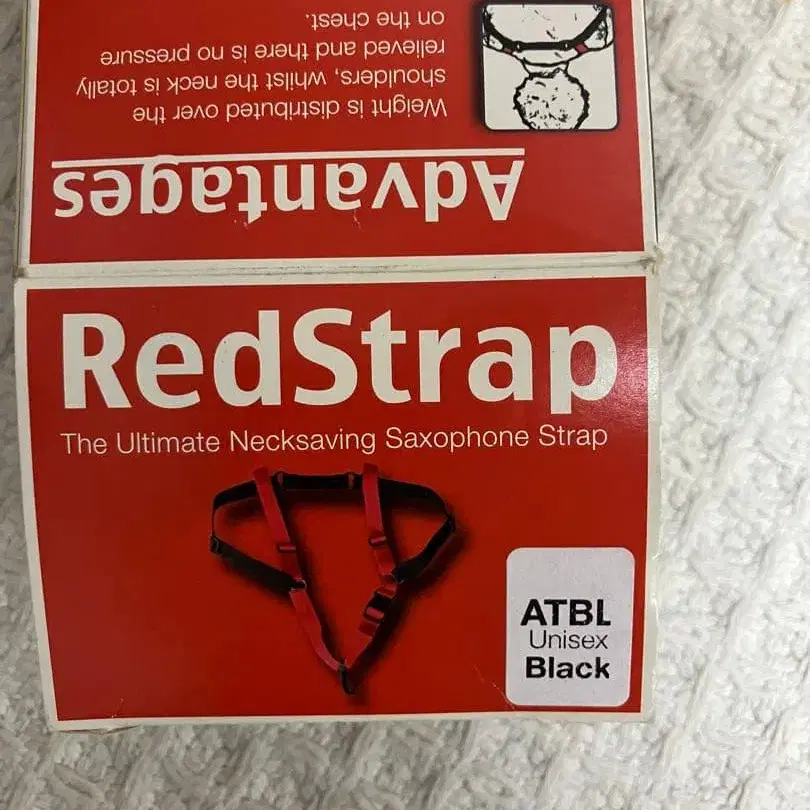 Advantages
Weight is distributed over the
shoulders, whilst the neck is totally
relieved and there is no pressure
on the chest.
RedStrap
The Ultimate Necksaving Saxophone Strap
ATBL
Unisex
Black